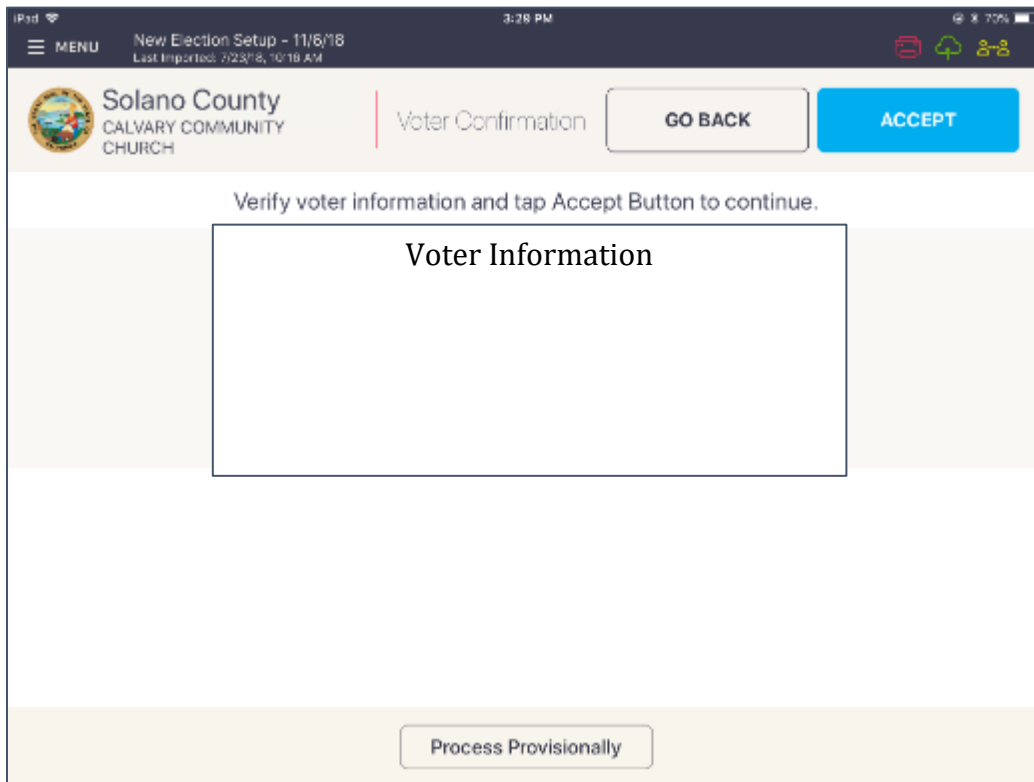 iPad 3:28 PM 70%
MENU New Election Setup - 11/6/18
Last Imported: 7/23/18, 10:18 AM
Solano County
CALVARY COMMUNITY
CHURCH
Voter Confirmation
GO BACK
ACCEPT
Verify voter information and tap Accept Button to continue.
Voter Information
Process Provisionally